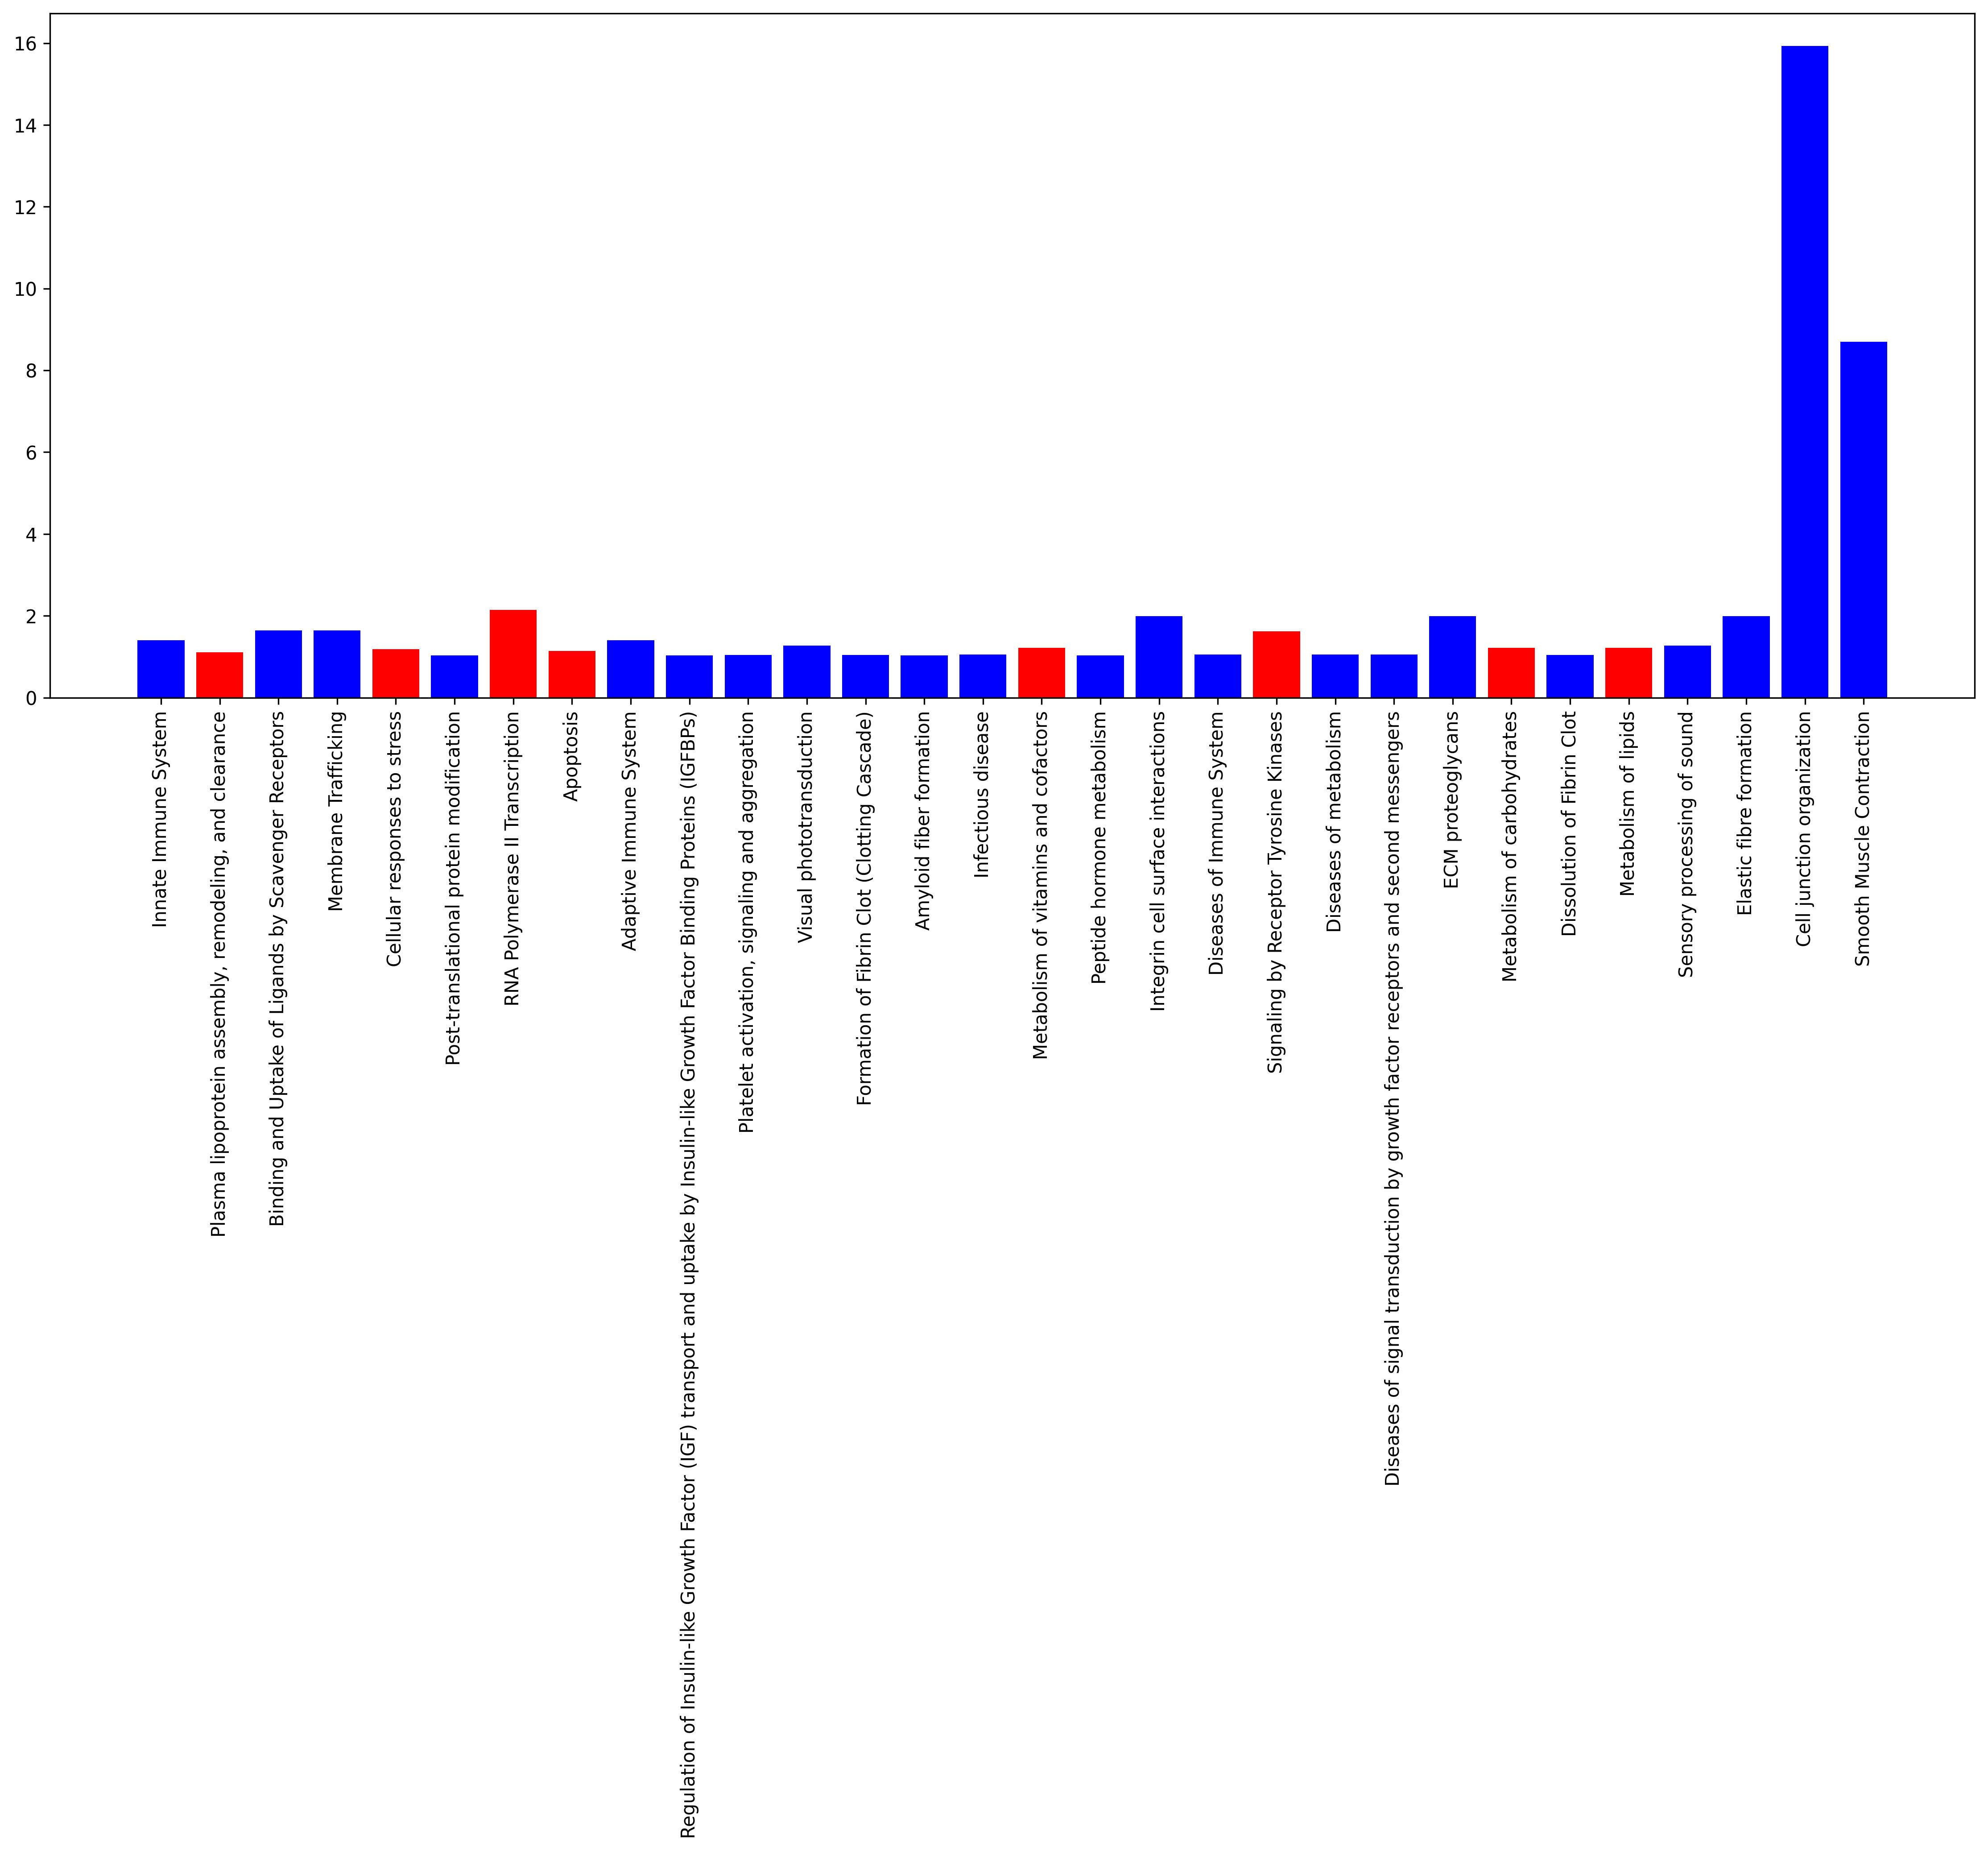 16
14
12
10
8
6
4
2
0
Innate Immune System
Plasma lipoprotein assembly, remodeling, and clearance
Binding and Uptake of Ligands by Scavenger Receptors
Membrane Trafficking
Cellular responses to stress
Post-translational protein modification
RNA Polymerase II Transcription
Apoptosis
Adaptive Immune System
Regulation of Insulin-like Growth Factor (IGF) transport and uptake by Insulin-like Growth Factor Binding Proteins (IGFBPs)
Platelet activation, signaling and aggregation
Visual phototransduction
Formation of Fibrin Clot (Clotting Cascade)
Amyloid fiber formation
Infectious disease
Metabolism of vitamins and cofactors
Peptide hormone metabolism
Integrin cell surface interactions
Diseases of Immune System
Signaling by Receptor Tyrosine Kinases
Diseases of metabolism
Diseases of signal transduction by growth factor receptors and second messengers
ECM proteoglycans
Metabolism of carbohydrates
Dissolution of Fibrin Clot
Metabolism of lipids
Sensory processing of sound
Elastic fibre formation
Cell junction organization
Smooth Muscle Contraction